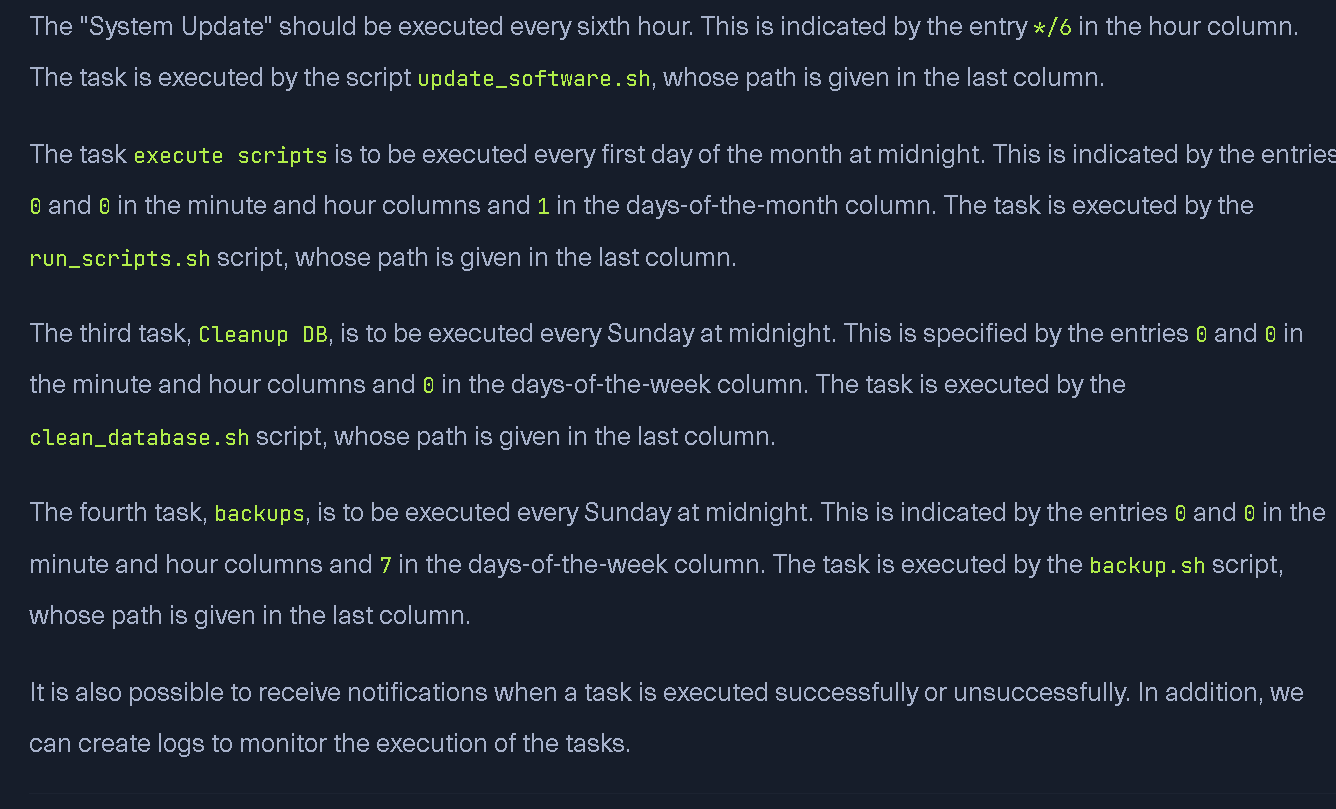 The "System Update" should be executed every sixth hour. This is indicated by the entry */6 in the hour column.
The task is executed by the script update_software.sh, whose path is given in the last column.
The task execute scripts is to be executed every first day of the month at midnight. This is indicated by the entries
0 and 0 in the minute and hour columns and 1 in the days-of-the-month column. The task is executed by the
run_scripts.sh script, whose path is given in the last column.
The third task, Cleanup DB, is to be executed every Sunday at midnight. This is specified by the entries 0 and 0 in
the minute and hour columns and 0 in the days-of-the-week column. The task is executed by the
clean_database.sh script, whose path is given in the last column.
The fourth task, backups, is to be executed every Sunday at midnight. This is indicated by the entries 0 and 0 in the
minute and hour columns and 7 in the days-of-the-week column. The task is executed by the backup.sh script,
whose path is given in the last column.
It is also possible to receive notifications when a task is executed successfully or unsuccessfully. In addition, we
can create logs to monitor the execution of the tasks.